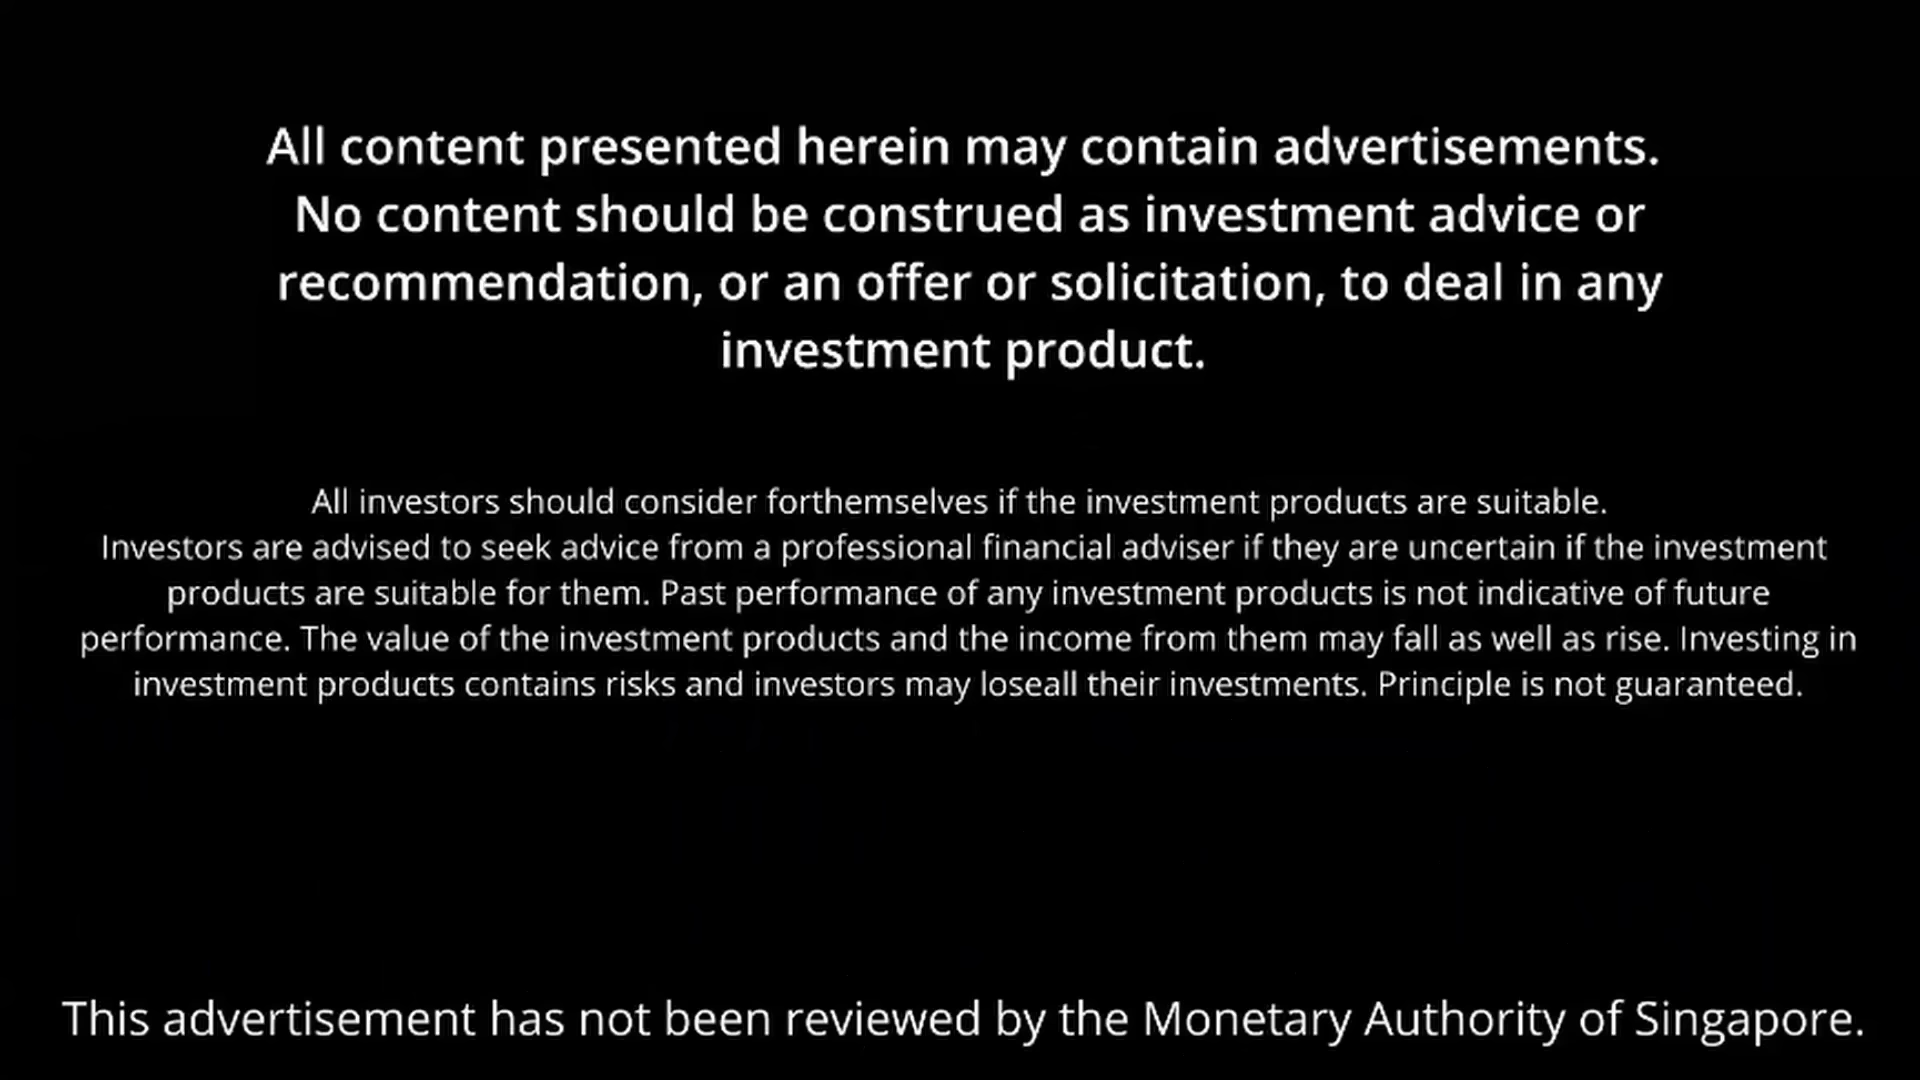 All content presented herein may contain advertisements.
No content should be construed as investment advice or
recommendation, or an offer or solicitation, to deal in any
investment product.
All investors should consider forthemselves if the investment products are suitable.
Investors are advised to seek advice from a professional financial adviser if they are uncertain if the investment
products are suitable for them. Past performance of any investment products is not indicative of future
performance. The value of the investment products and the income from them may fall as well as rise. Investing in
investment products contains risks and investors may loseall their investments. Principle is not guaranteed.
This advertisement has not been reviewed by the Monetary Authority of Singapore.